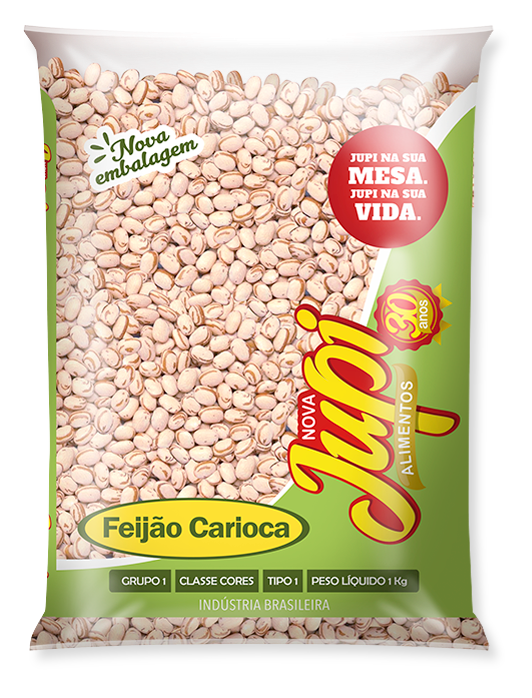 Nova
embalagem
JUPI NA SUA
MESA.
JUPI NA SUA
VIDA.
30
anos
NOVA
Jupi
ALIMENTOS
Feijão Carioca
GRUPO 1 CLASSE CORES TIPO 1 PESO LÍQUIDO 1 Kg
INDÚSTRIA BRASILEIRA